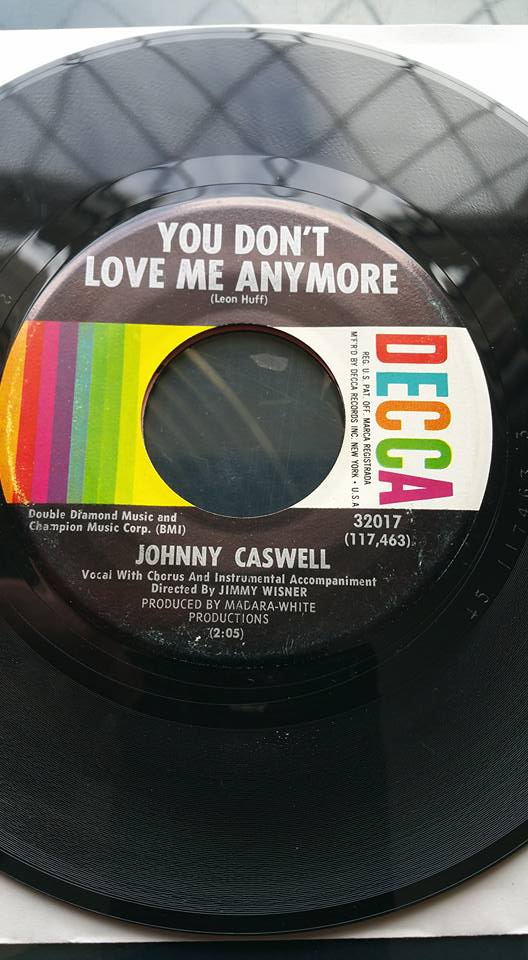 YOU DON'T
LOVE ME ANYMORE
(Leon Huff)
DECCA
REG. U.S. PAT. OFF. MARCA REGISTRADA
M'F'R'D BY DECCA RECORDS INC. NEW YORK • U.S.A
Double Diamond Music and
Champion Music Corp. (BMI)
32017
(117,463)
JOHNNY CASWELL
Vocal With Chorus And Instrumental Accompaniment
Directed By JIMMY WISNER
PRODUCED BY MADARA-WHITE
PRODUCTIONS
(2:05)